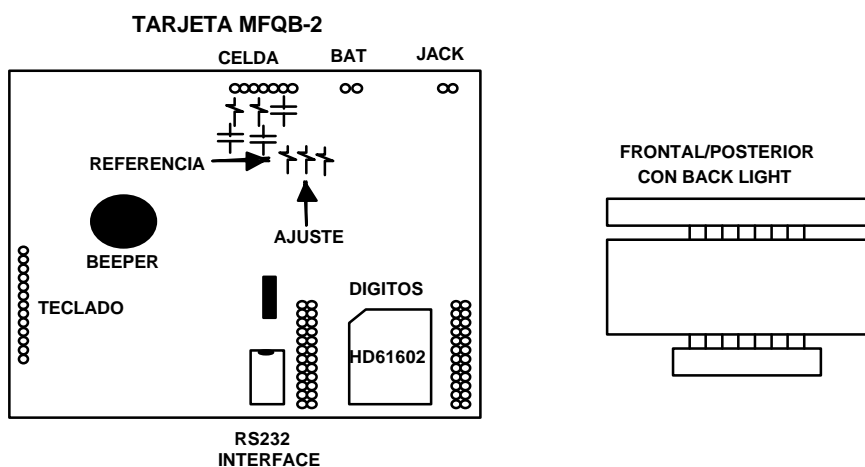 TARJETA MFQB-2
CELDA
BAT
JACK
REFERENCIA
AJUSTE
BEEPER
TECLADO
DIGITOS
HD61602
RS232
INTERFACE
FRONTAL/POSTERIOR
CON BACK LIGHT